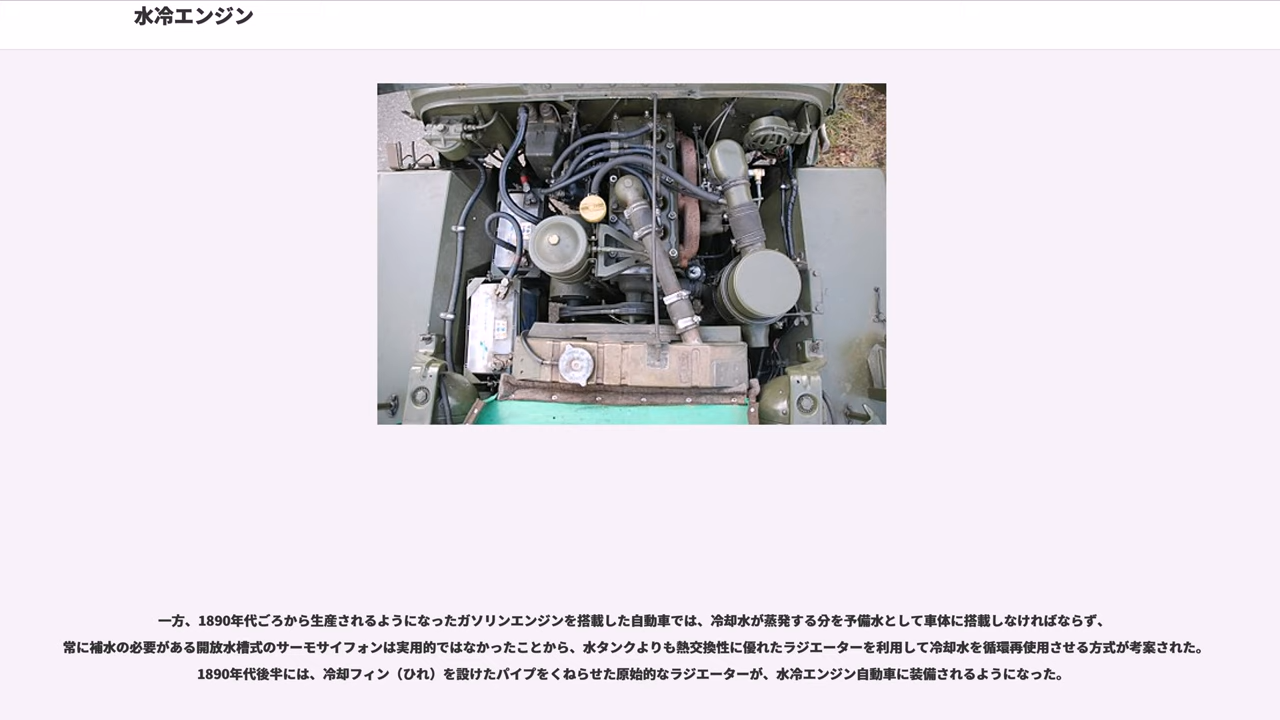 水冷エンジン
一方、1890年代ごろから生産されるようになったガソリンエンジンを搭載した自動車では、冷却水が蒸発する分を予備水として車体に搭載しなければならず、
常に補水の必要がある開放水槽式のサーモサイフォンは実用的ではなかったことから、水タンクよりも熱交換性に優れたラジエーターを利用して冷却水を循環再使用させる方式が考案された。
1890年代後半には、冷却フィン（ひれ）を設けたパイプをくねらせた原始的なラジエーターが、水冷エンジン自動車に装備されるようになった。